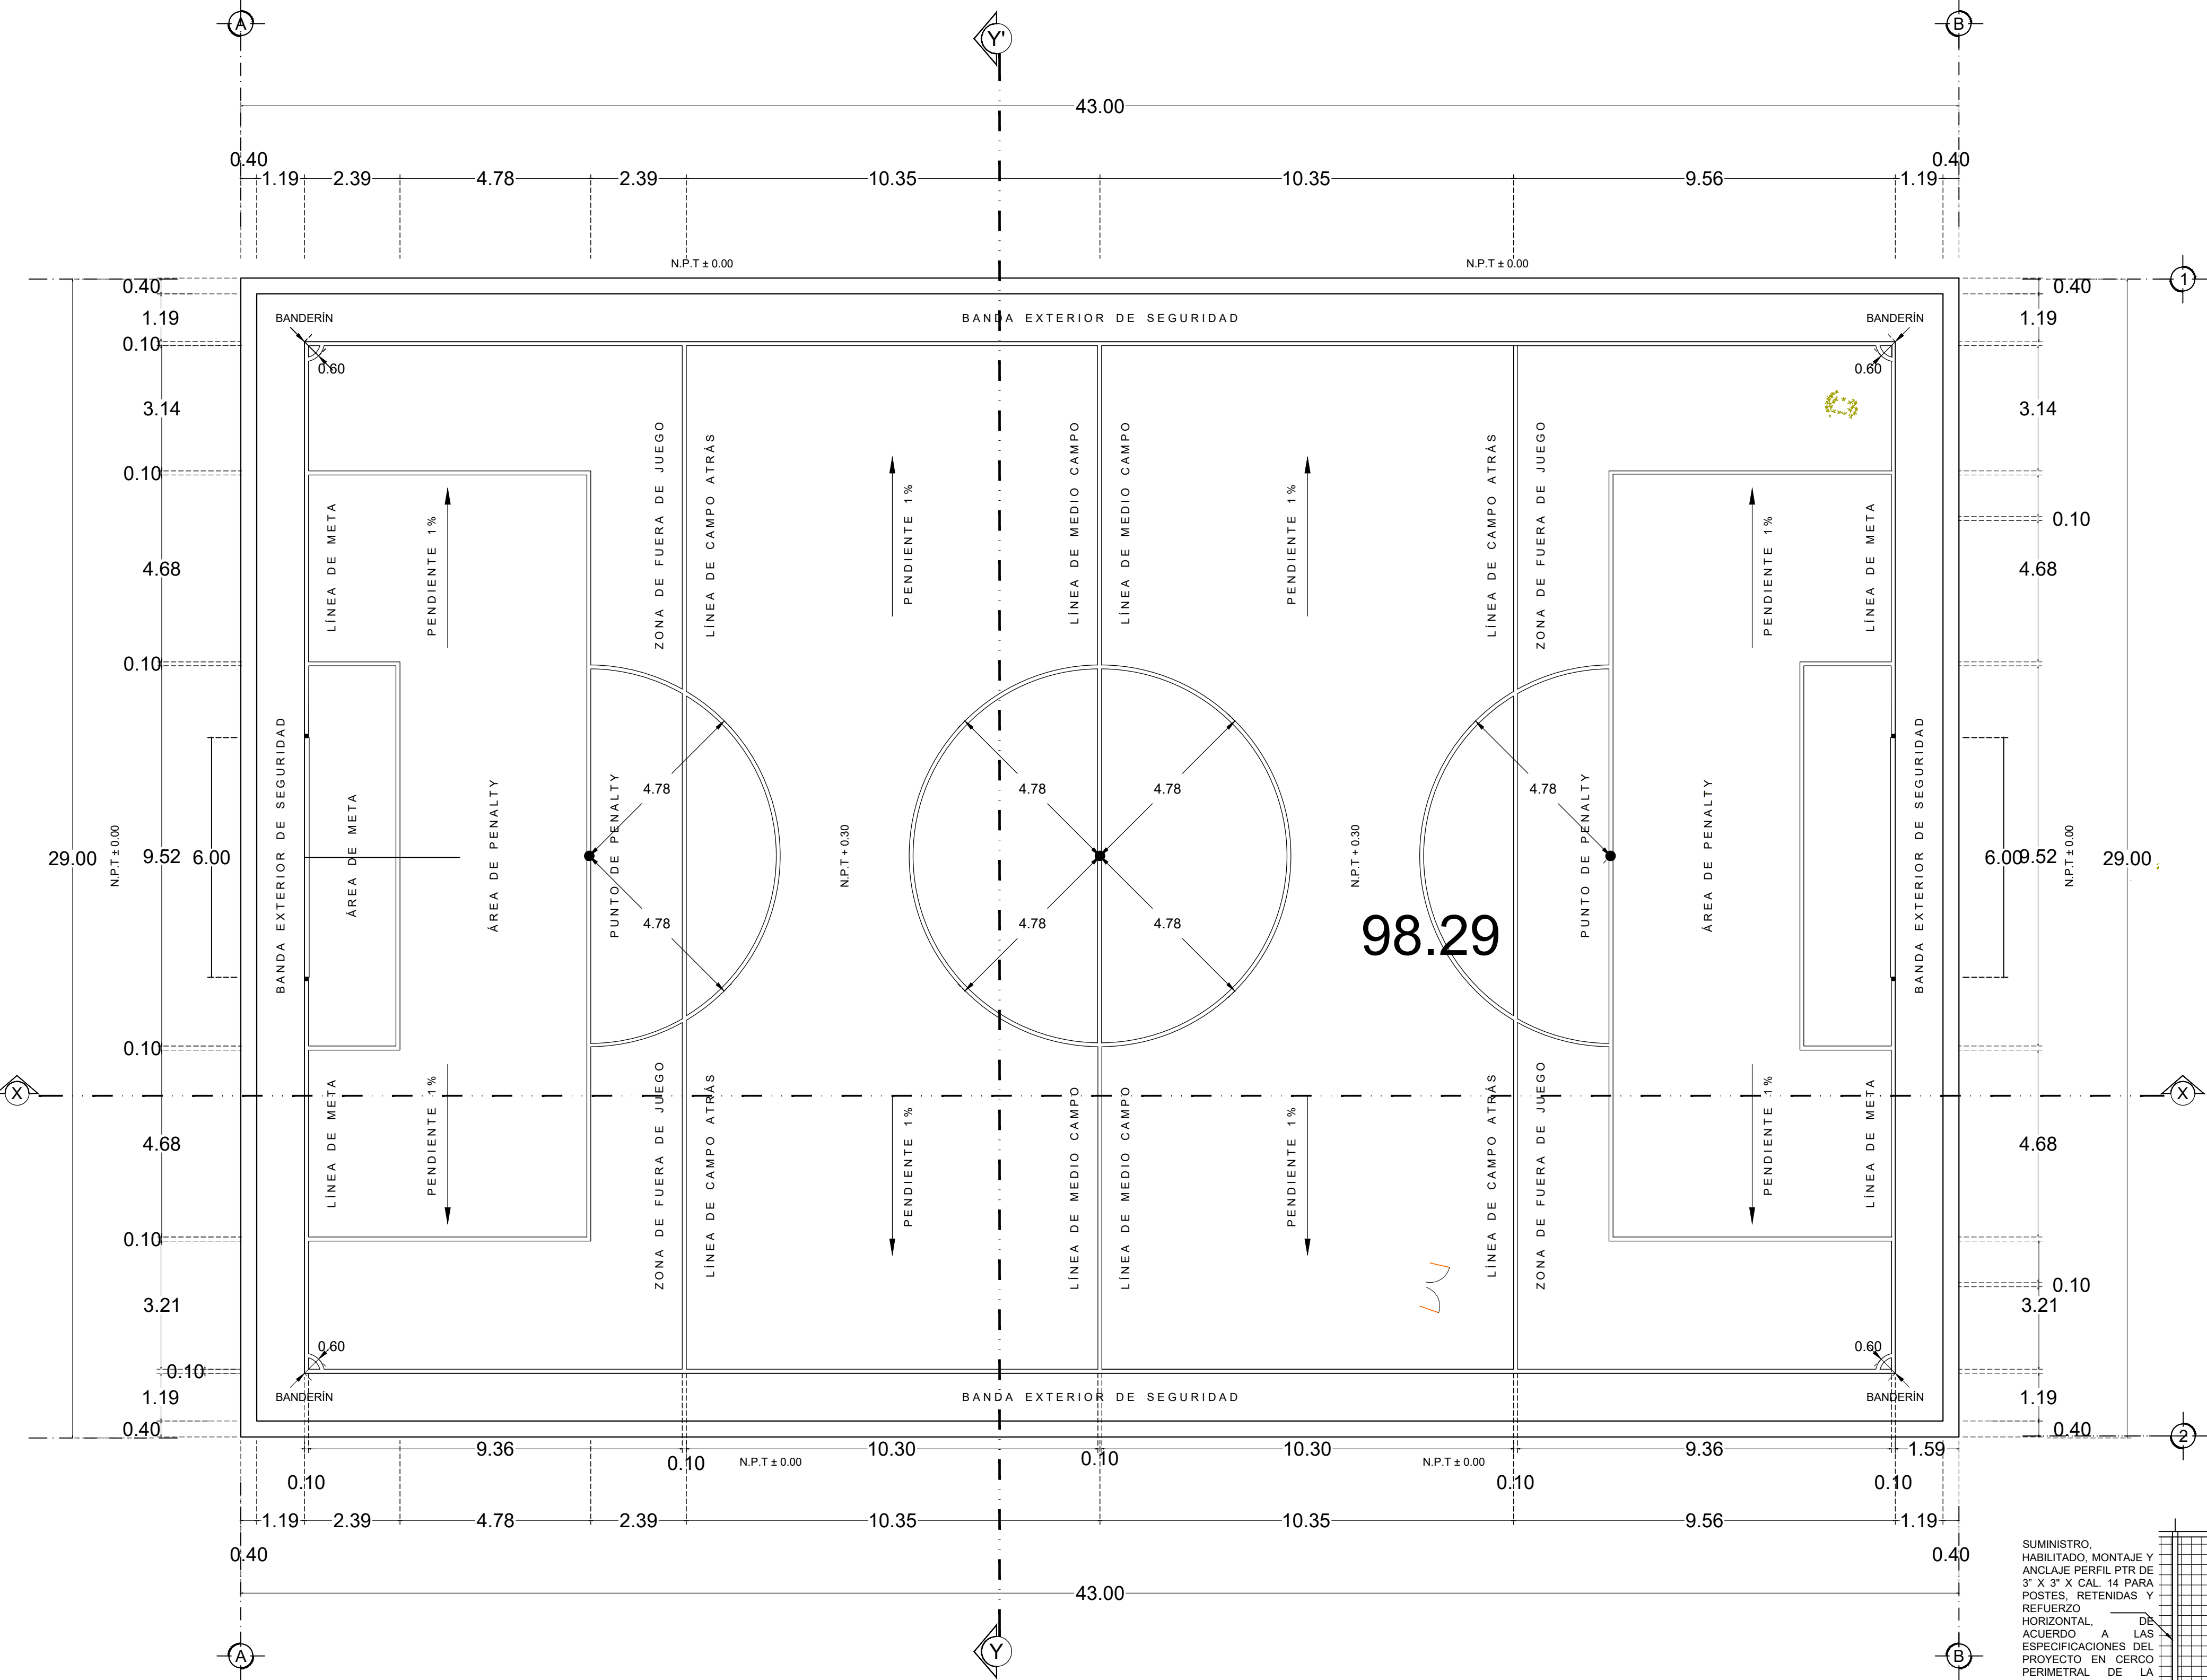 A
Y'
B
43.00
0.40
0.40
1.19
2.39
4.78
2.39
10.35
10.35
9.56
1.19
N.P.T ± 0.00
N.P.T ± 0.00
1
0.40
0.40
BANDERÍN
BANDA EXTERIOR DE SEGURIDAD
BANDERÍN
1.19
1.19
0.10
0.10
0.60
0.60
3.14
3.14
0.10
0.10
0.10
LÍNEA DE META
PENDIENTE 1%
ZONA DE FUERA DE JUEGO
LÍNEA DE CAMPO ATRÁS
PENDIENTE 1%
LÍNEA DE MEDIO CAMPO
LÍNEA DE MEDIO CAMPO
PENDIENTE 1%
LÍNEA DE CAMPO ATRÁS
ZONA DE FUERA DE JUEGO
PENDIENTE 1%
LÍNEA DE META
4.68
4.68
0.10
0.10
4.78
4.78
4.78
4.78
29.00
N.P.T ± 0.00
9.52
6.00
BANDA EXTERIOR DE SEGURIDAD
ÁREA DE META
ÁREA DE PENALTY
PUNTO DE PENALTY
N.P.T + 0.30
N.P.T + 0.30
PUNTO DE PENALTY
ÁREA DE PENALTY
BANDA EXTERIOR DE SEGURIDAD
6.00
9.52
N.P.T ± 0.00
29.00
4.78
4.78
4.78
98.29
0.10
0.10
X
X
LÍNEA DE META
PENDIENTE 1%
ZONA DE FUERA DE JUEGO
LÍNEA DE CAMPO ATRÁS
PENDIENTE 1%
LÍNEA DE MEDIO CAMPO
LÍNEA DE MEDIO CAMPO
PENDIENTE 1%
LÍNEA DE CAMPO ATRÁS
ZONA DE FUERA DE JUEGO
PENDIENTE 1%
LÍNEA DE META
4.68
4.68
0.10
0.10
0.10
3.21
3.21
0.60
0.60
0.10
1.19
BANDERÍN
BANDA EXTERIOR DE SEGURIDAD
BANDERÍN
1.19
0.40
0.40
2
9.36
10.30
10.30
9.36
1.59
0.10
N.P.T ± 0.00
0.10
N.P.T ± 0.00
0.10
0.10
0.10
1.19
2.39
4.78
2.39
10.35
10.35
9.56
1.19
0.40
0.40
43.00
A
Y
B
SUMINISTRO,
HABILITADO, MONTAJE Y
ANCLAJE PERFIL PTR DE
3" X 3" X CAL. 14 PARA
POSTES, RETENIDAS Y
REFUERZO
HORIZONTAL, DE
ACUERDO A LAS
ESPECIFICACIONES DEL
PROYECTO EN CERCO
PERIMETRAL DE LA